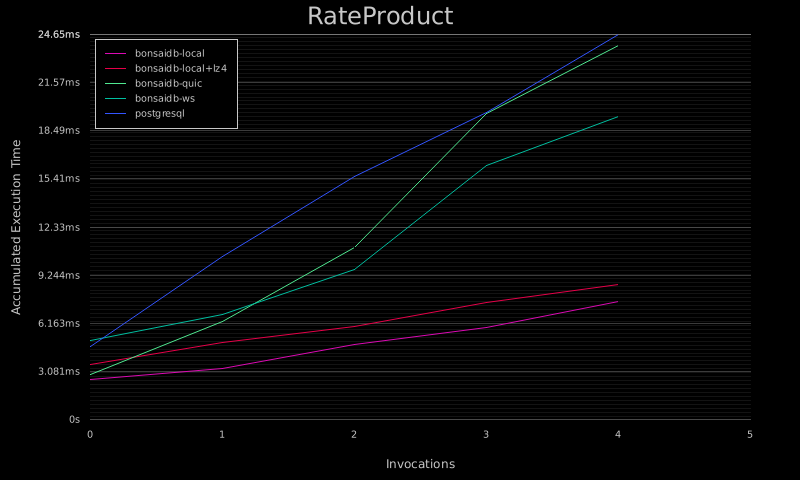 RateProduct
24.65ms
bonsaidb-local
bonsaidb-local+lz4
bonsaidb-quic
bonsaidb-ws
postgresql
21.57ms
18.49ms
15.41ms
12.33ms
9.244ms
6.163ms
3.081ms
0s
Accumulated Execution Time
0 1 2 3 4 5
Invocations